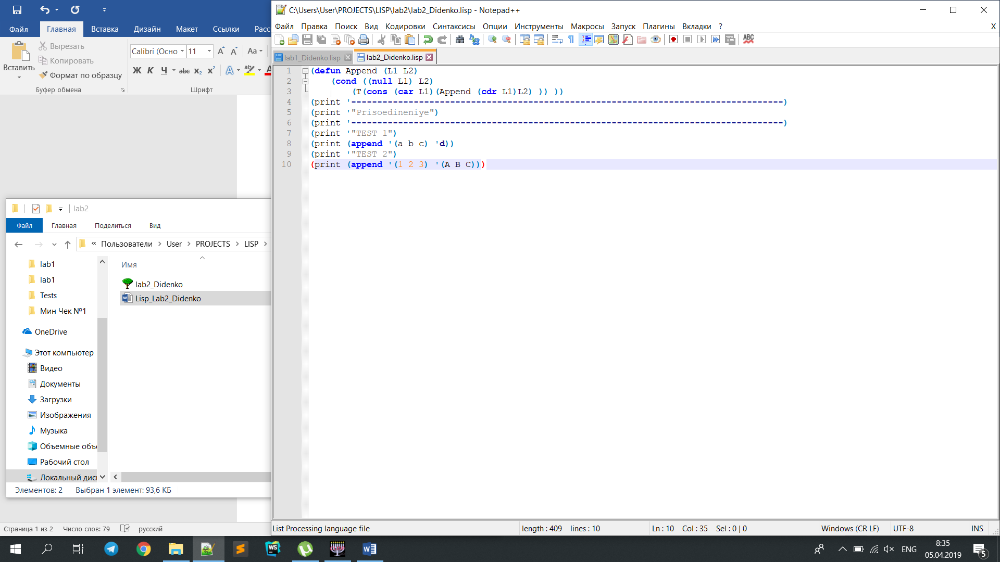 Файл
Главная
Вставка
Дизайн
Макет
Ссылки
Расс
Вставить
Вырезать
Копировать
Формат по образцу
Буфер обмена
Calibri (Осно
11
Aa
Ж К Ч abc x₂ x²
Шрифт
C:\Users\User\PROJECTS\LISP\lab2\lab2_Didenko.lisp - Notepad++
Файл Правка Поиск Вид Кодировки Синтаксисы Опции Инструменты Макросы Запуск Плагины Вкладки ? X
lab1_Didenko.lisp
lab2_Didenko.lisp
1 (defun Append (L1 L2)
2 (cond ((null L1) L2)
3 (T(cons (car L1)(Append (cdr L1)L2) )) ))
4 (print '-----------------------------------------------------------------------------------)
5 (print '"Prisoedineniye")
6 (print '-----------------------------------------------------------------------------------)
7 (print '"TEST 1")
8 (print (append '(a b c) 'd))
9 (print '"TEST 2")
10 (print (append '(1 2 3) '(A B C)))
lab2
Файл
Главная
Поделиться
Вид
« Пользователи > User > PROJECTS > LISP >
lab1
lab1
Tests
Мин Чек №1
OneDrive
Этот компьютер
Видео
Документы
Загрузки
Изображения
Музыка
Объемные объе
Рабочий стол
Локальный дис
Имя
lab2_Didenko
Lisp_Lab2_Didenko
Элементов: 2
Выбран 1 элемент: 93,6 КБ
Страница 1 из 2
Число слов: 79
русский
List Processing language file
length : 409 lines : 10
Ln : 10 Col : 35 Sel : 0 | 0
Windows (CR LF)
UTF-8
INS
ENG
8:35
05.04.2019
5